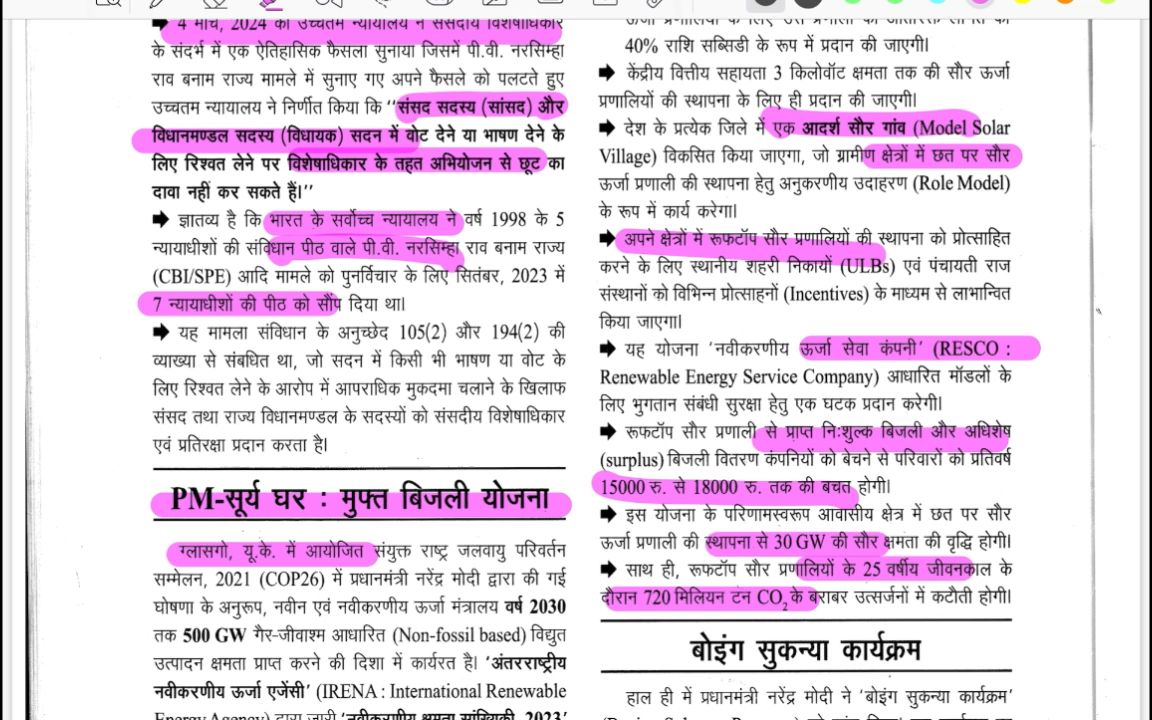 ➡ 4 मार्च, 2024 को उच्चतम न्यायालय ने संसदीय विशेषाधिकार
के संदर्भ में एक ऐतिहासिक फैसला सुनाया जिसमें पी.वी. नरसिम्हा
राव बनाम राज्य मामले में सुनाए गए अपने फैसले को पलटते हुए
उच्चतम न्यायालय ने निर्णीत किया कि ‘‘संसद सदस्य (सांसद) और
विधानमण्डल सदस्य (विधायक) सदन में वोट देने या भाषण देने के
लिए रिश्वत लेने पर विशेषाधिकार के तहत अभियोजन से छूट का
दावा नहीं कर सकते हैं।’’
➡ ज्ञातव्य है कि भारत के सर्वोच्च न्यायालय ने वर्ष 1998 के 5
न्यायाधीशों की संविधान पीठ वाले पी.वी. नरसिम्हा राव बनाम राज्य
(CBI/SPE) आदि मामले को पुनर्विचार के लिए सितंबर, 2023 में
7 न्यायाधीशों की पीठ को सौंप दिया था।
➡ यह मामला संविधान के अनुच्छेद 105(2) और 194(2) की
व्याख्या से संबधित था, जो सदन में किसी भी भाषण या वोट के
लिए रिश्वत लेने के आरोप में आपराधिक मुकदमा चलाने के खिलाफ
संसद तथा राज्य विधानमण्डल के सदस्यों को संसदीय विशेषाधिकार
एवं प्रतिरक्षा प्रदान करता है।
PM-सूर्य घर : मुफ्त बिजली योजना
ग्लासगो, यू.के. में आयोजित संयुक्त राष्ट्र जलवायु परिवर्तन
सम्मेलन, 2021 (COP26) में प्रधानमंत्री नरेंद्र मोदी द्वारा की गई
घोषणा के अनुरूप, नवीन एवं नवीकरणीय ऊर्जा मंत्रालय वर्ष 2030
तक 500 GW गैर-जीवाश्म आधारित (Non-fossil based) विद्युत
उत्पादन क्षमता प्राप्त करने की दिशा में कार्यरत है। ‘अंतरराष्ट्रीय
नवीकरणीय ऊर्जा एजेंसी’ (IRENA : International Renewable
Energy Agency) द्वारा जारी ‘नवीकरणीय क्षमता सांख्यिकी, 2023’
ऊर्जा प्रणालियों के लिए उस प्रणाली की
40% राशि सब्सिडी के रूप में प्रदान की जाएगी।
➡ केंद्रीय वित्तीय सहायता 3 किलोवॉट क्षमता तक की सौर ऊर्जा
प्रणालियों की स्थापना के लिए ही प्रदान की जाएगी।
➡ देश के प्रत्येक जिले में एक आदर्श सौर गांव (Model Solar
Village) विकसित किया जाएगा, जो ग्रामीण क्षेत्रों में छत पर सौर
ऊर्जा प्रणाली की स्थापना हेतु अनुकरणीय उदाहरण (Role Model)
के रूप में कार्य करेगा।
➡ अपने क्षेत्रों में रूफटॉप सौर प्रणालियों की स्थापना को प्रोत्साहित
करने के लिए स्थानीय शहरी निकायों (ULBs) एवं पंचायती राज
संस्थानों को विभिन्न प्रोत्साहनों (Incentives) के माध्यम से लाभान्वित
किया जाएगा।
➡ यह योजना ‘नवीकरणीय ऊर्जा सेवा कंपनी’ (RESCO :
Renewable Energy Service Company) आधारित मॉडलों के
लिए भुगतान संबंधी सुरक्षा हेतु एक घटक प्रदान करेगी।
➡ रूफटॉप सौर प्रणाली से प्राप्त निःशुल्क बिजली और अधिशेष
(surplus) बिजली वितरण कंपनियों को बेचने से परिवारों को प्रतिवर्ष
15000 रु. से 18000 रु. तक की बचत होगी।
➡ इस योजना के परिणामस्वरूप आवासीय क्षेत्र में छत पर सौर
ऊर्जा प्रणाली की स्थापना से 30 GW की सौर क्षमता की वृद्धि होगी।
➡ साथ ही, रूफटॉप सौर प्रणालियों के 25 वर्षीय जीवनकाल के
दौरान 720 मिलियन टन CO₂ के बराबर उत्सर्जनों में कटौती होगी।
बोइंग सुकन्या कार्यक्रम
हाल ही में प्रधानमंत्री नरेंद्र मोदी ने ‘बोइंग सुकन्या कार्यक्रम’